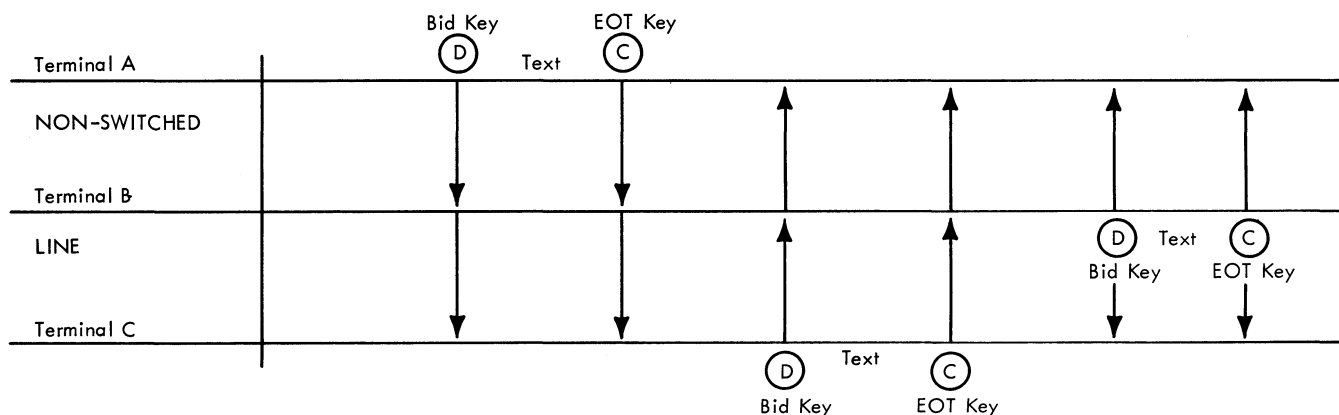 Bid Key EOT Key
D C
Terminal A Text
NON-SWITCHED
Terminal B
D Text C
LINE
Bid Key EOT Key
Terminal C
Text
D C
Bid Key EOT Key